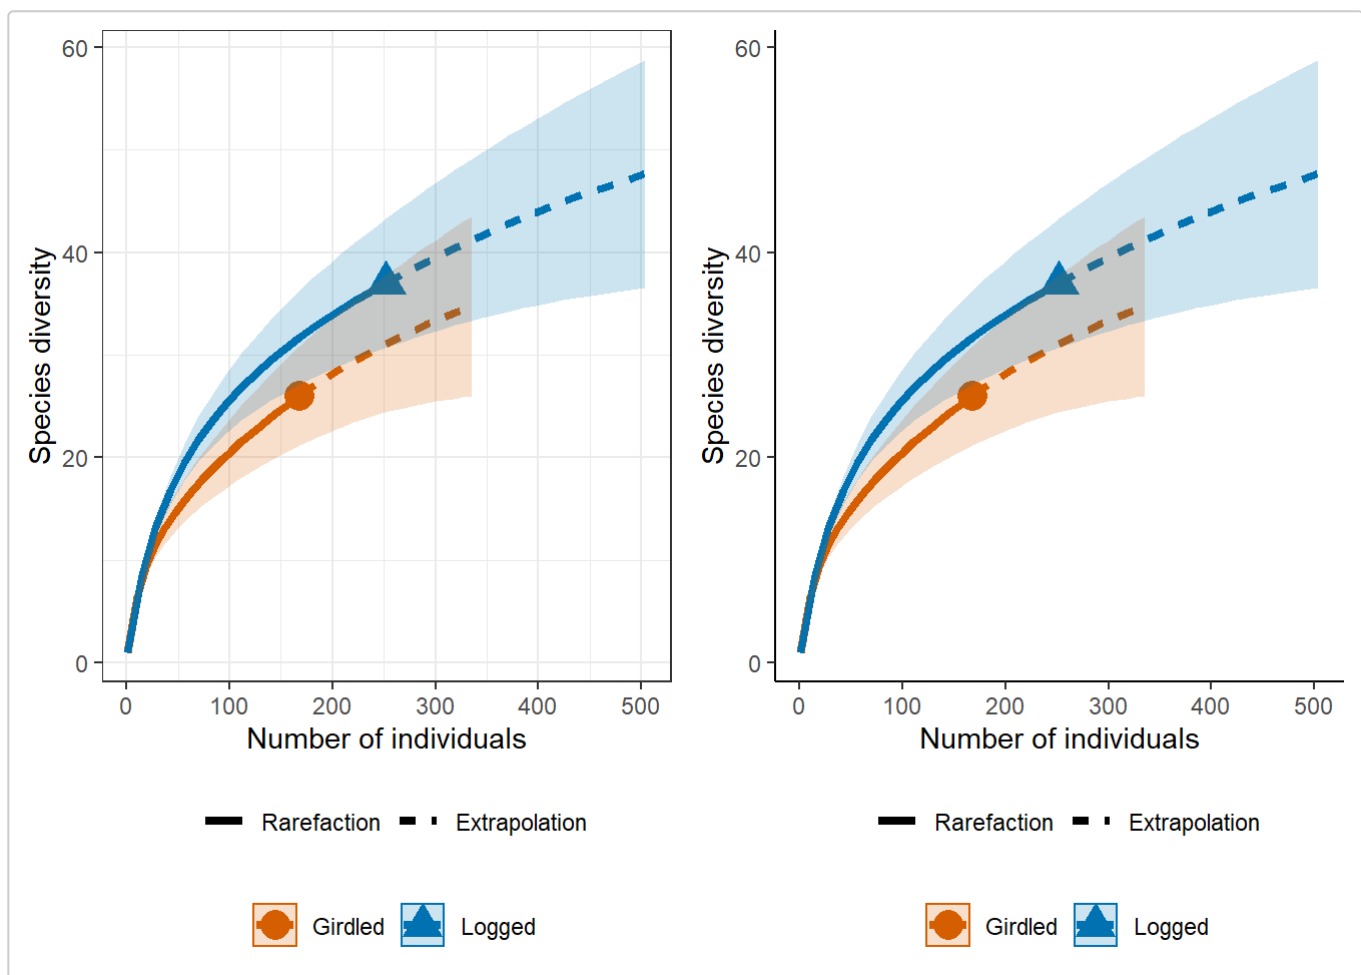 60
40
20
0
Species diversity
0 100 200 300 400 500
Number of individuals
Rarefaction Extrapolation
Girdled Logged
60
40
20
0
Species diversity
0 100 200 300 400 500
Number of individuals
Rarefaction Extrapolation
Girdled Logged